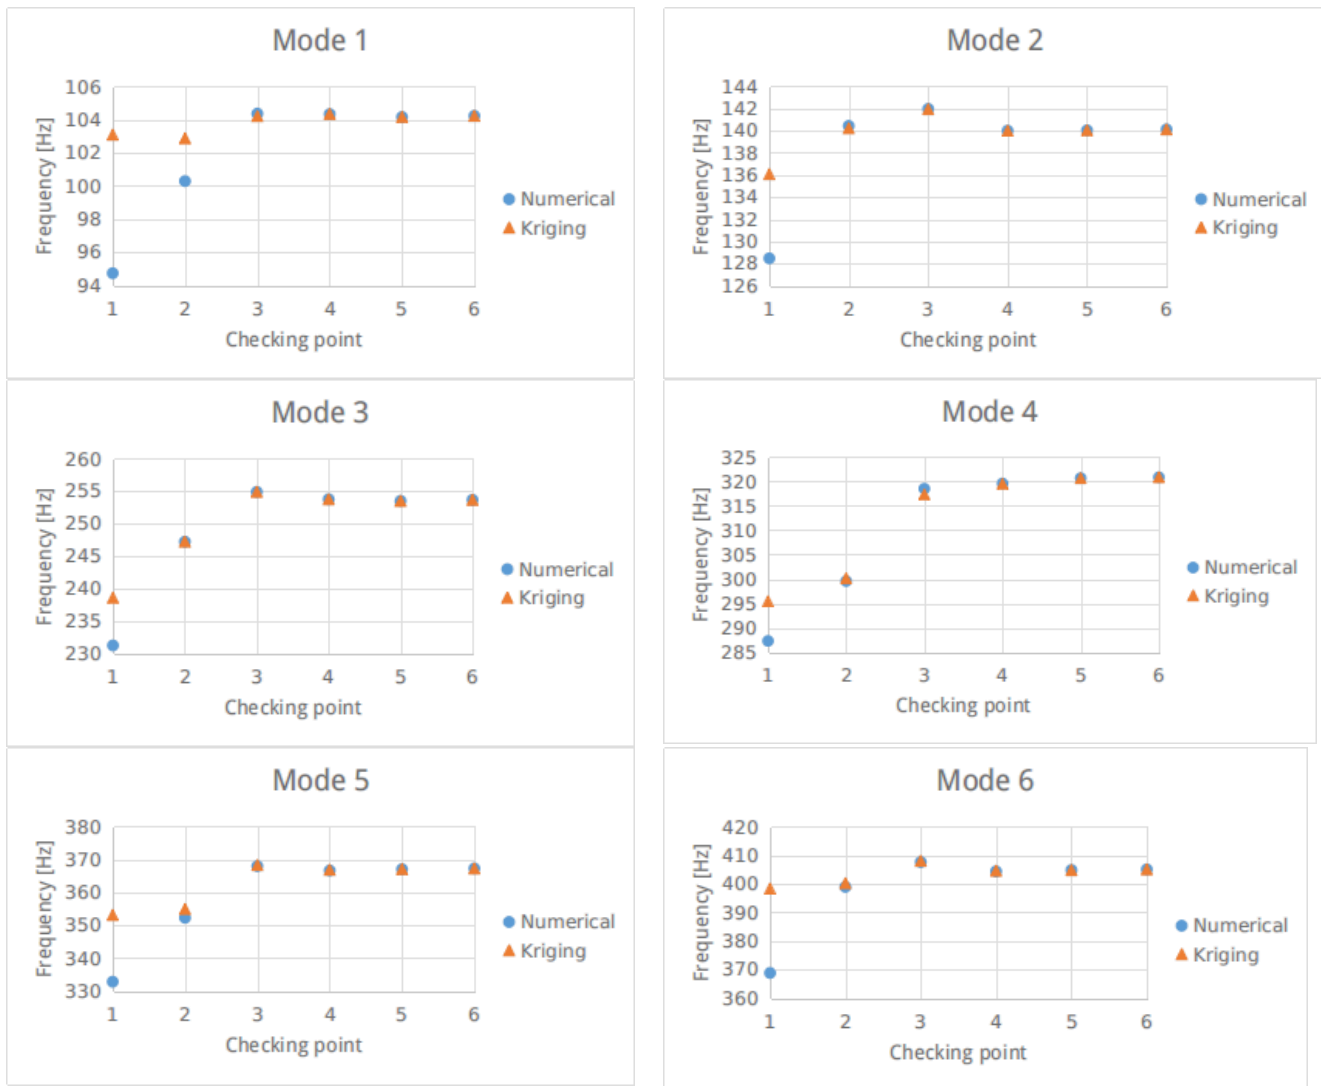 Mode 1
Frequency [Hz]
106
104
102
100
98
96
94
1 2 3 4 5 6
Checking point
Numerical
Kriging
Mode 2
Frequency [Hz]
144
142
140
138
136
134
132
130
128
126
1 2 3 4 5 6
Checking point
Numerical
Kriging
Mode 3
Frequency [Hz]
260
255
250
245
240
235
230
1 2 3 4 5 6
Checking point
Numerical
Kriging
Mode 4
Frequency [Hz]
325
320
315
310
305
300
295
290
285
1 2 3 4 5 6
Checking point
Numerical
Kriging
Mode 5
Frequency [Hz]
380
370
360
350
340
330
1 2 3 4 5 6
Checking point
Numerical
Kriging
Mode 6
Frequency [Hz]
420
410
400
390
380
370
360
1 2 3 4 5 6
Checking point
Numerical
Kriging